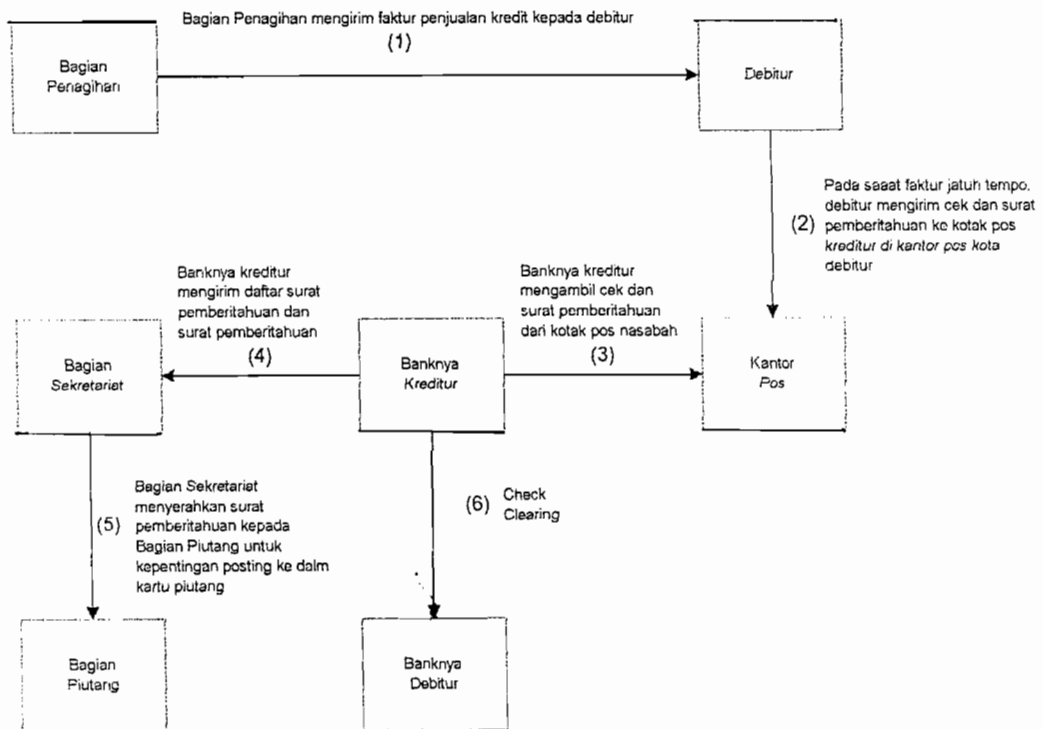 Bagian Penagihan mengirim faktur penjualan kredit kepada debitur
(1)
Bagian
Penagihan
Debitur
Pada saaat faktur jatuh tempo,
debitur mengirim cek dan surat
(2) pemberitahuan ke kotak pos
kreditur di kantor pos kota
debitur
Banknya kreditur
mengirim daftar surat
pemberitahuan dan
surat pemberitahuan
(4)
Banknya kreditur
mengambil cek dan
surat pemberitahuan
dari kotak pos nasabah
(3)
Bagian
Sekretariat
Banknya
Kreditur
Kantor
Pos
Bagian Sekretariat
menyerahkan surat
(5) pemberitahuan kepada
Bagian Piutang untuk
kepentingan posting ke dalm
kartu piutang
(6) Check
Clearing
Bagian
Piutang
Banknya
Debitur